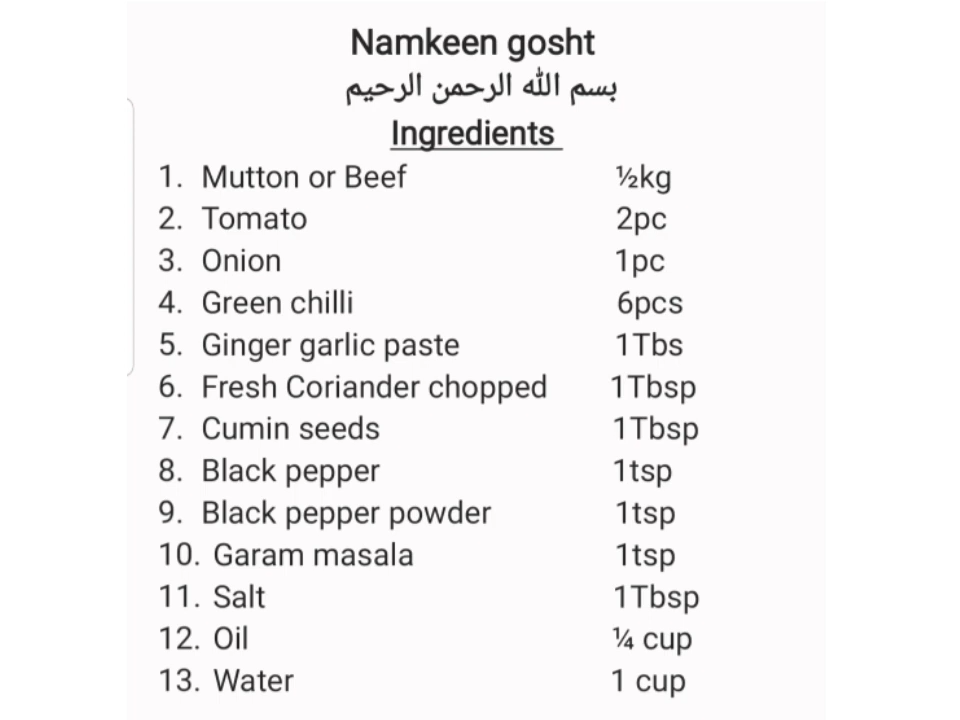 Namkeen gosht
بسم الله الرحمن الرحيم
Ingredients
1. Mutton or Beef ½kg
2. Tomato 2pc
3. Onion 1pc
4. Green chilli 6pcs
5. Ginger garlic paste 1Tbs
6. Fresh Coriander chopped 1Tbsp
7. Cumin seeds 1Tbsp
8. Black pepper 1tsp
9. Black pepper powder 1tsp
10. Garam masala 1tsp
11. Salt 1Tbsp
12. Oil ¼ cup
13. Water 1 cup